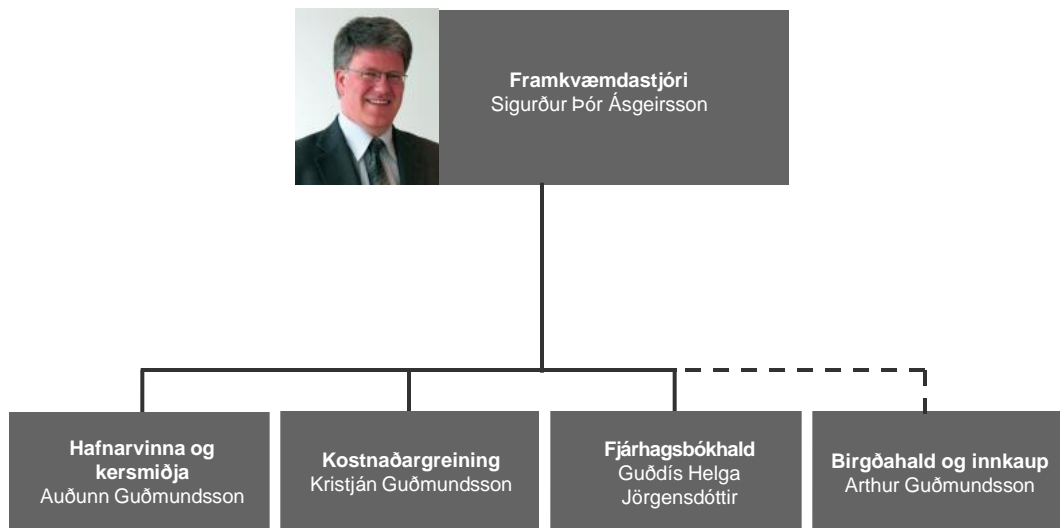 Framkvæmdastjóri
Sigurður Þór Ásgeirsson
Hafnarvinna og
kersmiðja
Auðunn Guðmundsson
Kostnaðargreining
Kristján Guðmundsson
Fjárhagsbókhald
Guðdís Helga
Jörgensdóttir
Birgðahald og innkaup
Arthur Guðmundsson